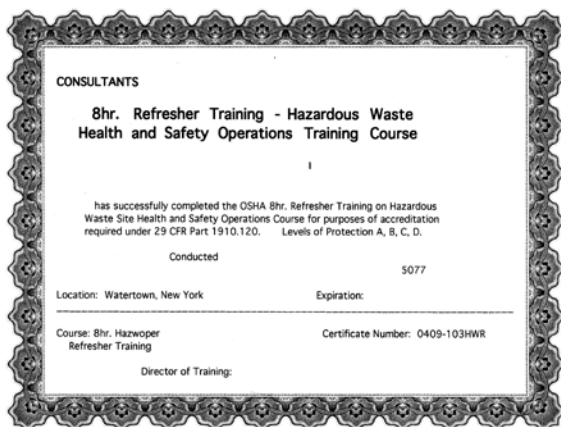 CONSULTANTS
8hr. Refresher Training - Hazardous Waste
Health and Safety Operations Training Course
has successfully completed the OSHA 8hr. Refresher Training on Hazardous
Waste Site Health and Safety Operations Course for purposes of accreditation
required under 29 CFR Part 1910.120. Levels of Protection A, B, C, D.
Conducted
5077
Location: Watertown, New York Expiration:
Course: 8hr. Hazwoper Certificate Number: 0409-103HWR
Refresher Training
Director of Training: